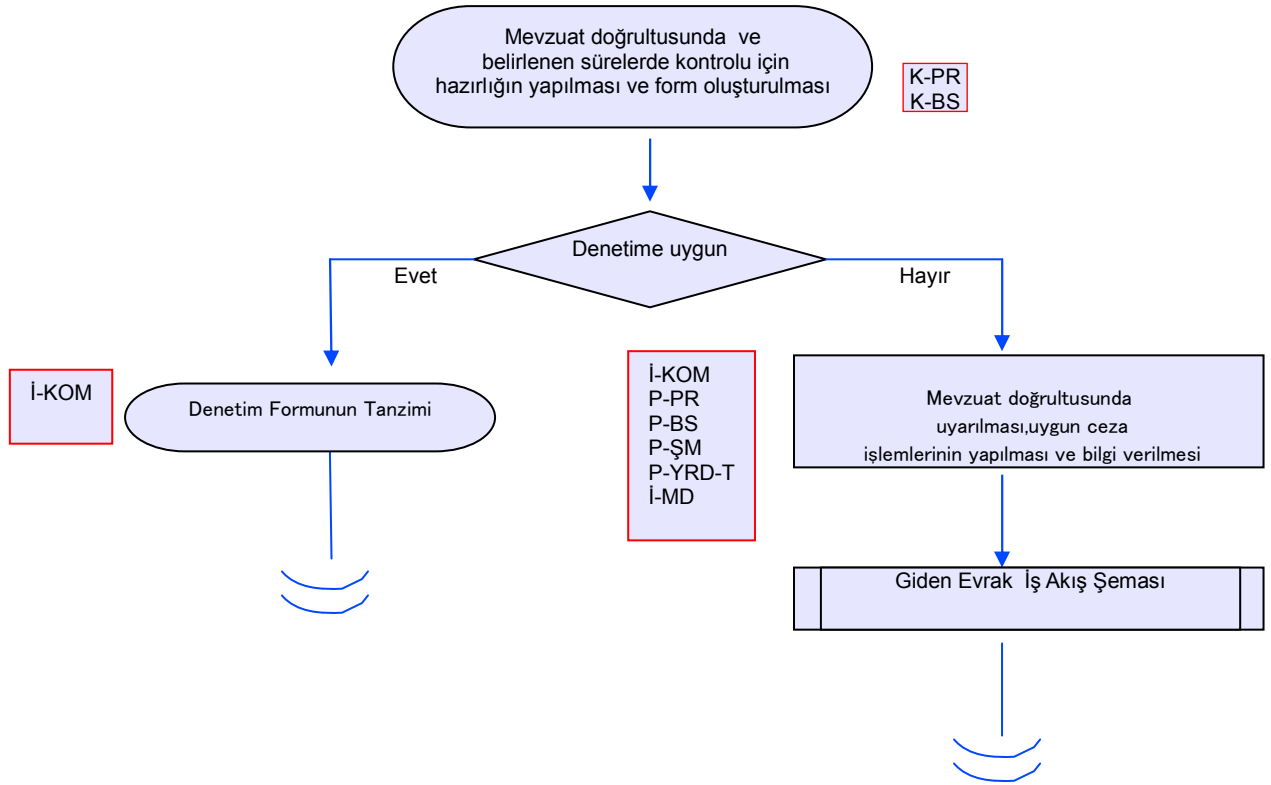 Mevzuat doğrultusunda ve
belirlenen sürelerde kontrolu için
hazırlığın yapılması ve form oluşturulması
K-PR
K-BS
Denetime uygun
Evet
Hayır
İ-KOM
Denetim Formunun Tanzimi
İ-KOM
P-PR
P-BS
P-ŞM
P-YRD-T
İ-MD
Mevzuat doğrultusunda
uyarılması,uygun ceza
işlemlerinin yapılması ve bilgi verilmesi
Giden Evrak İş Akış Şeması